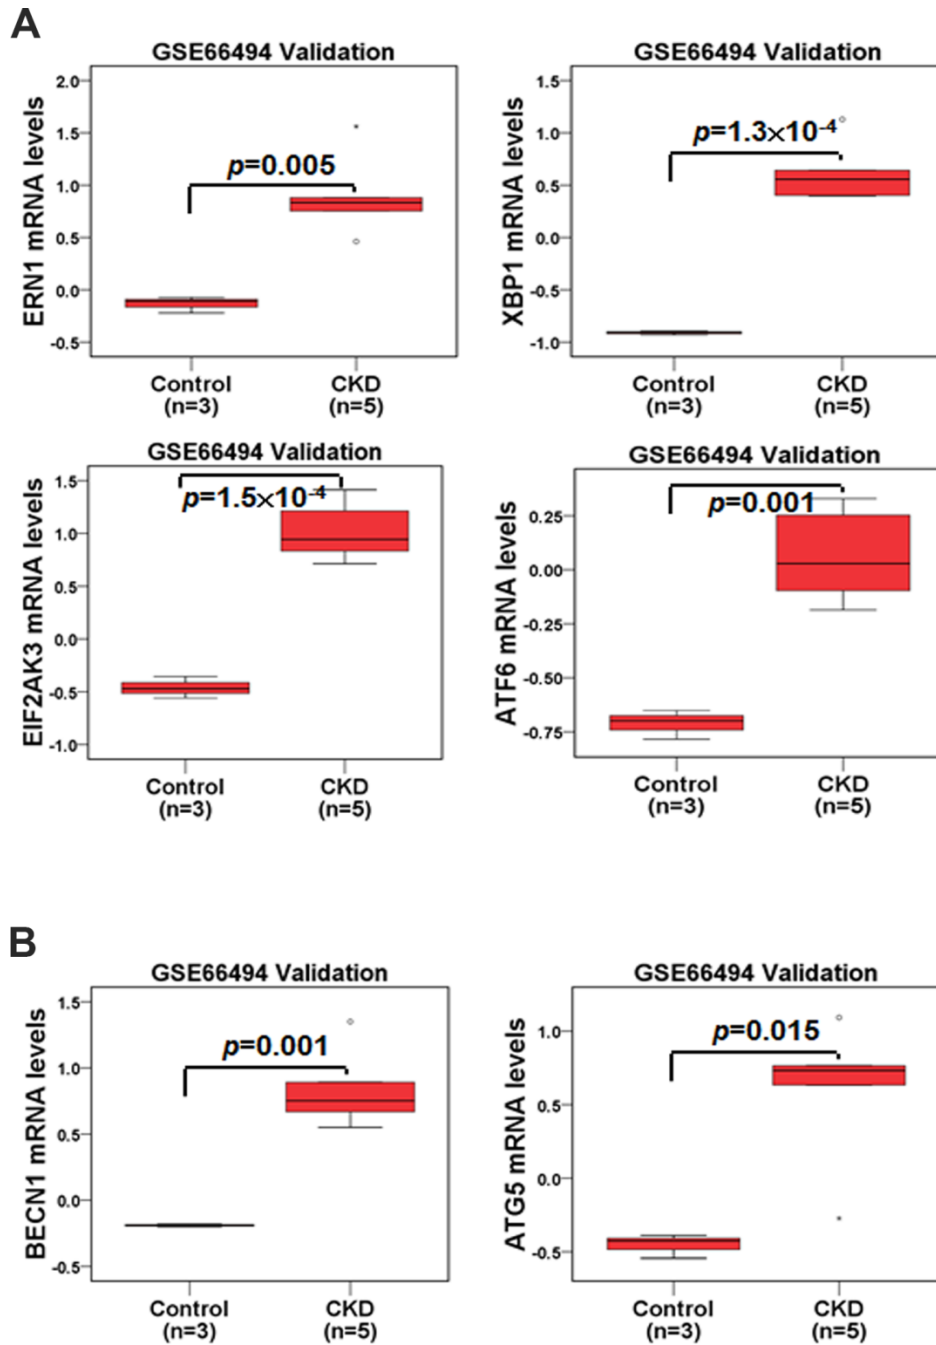 A
GSE66494 Validation
ERN1 mRNA levels
2.0
1.5
1.0
0.5
0.0
-0.5
p=0.005
Control
(n=3)
CKD
(n=5)
GSE66494 Validation
XBP1 mRNA levels
1.5
1.0
0.5
0.0
-0.5
-1.0
p=1.3×10-4
Control
(n=3)
CKD
(n=5)
GSE66494 Validation
EIF2AK3 mRNA levels
1.5
1.0
0.5
0.0
-0.5
-1.0
p=1.5×10-4
Control
(n=3)
CKD
(n=5)
GSE66494 Validation
ATF6 mRNA levels
0.25
0.00
-0.25
-0.50
-0.75
p=0.001
Control
(n=3)
CKD
(n=5)
B
GSE66494 Validation
BECN1 mRNA levels
1.5
1.0
0.5
0.0
-0.5
p=0.001
Control
(n=3)
CKD
(n=5)
GSE66494 Validation
ATG5 mRNA levels
1.0
0.5
0.0
-0.5
p=0.015
Control
(n=3)
CKD
(n=5)